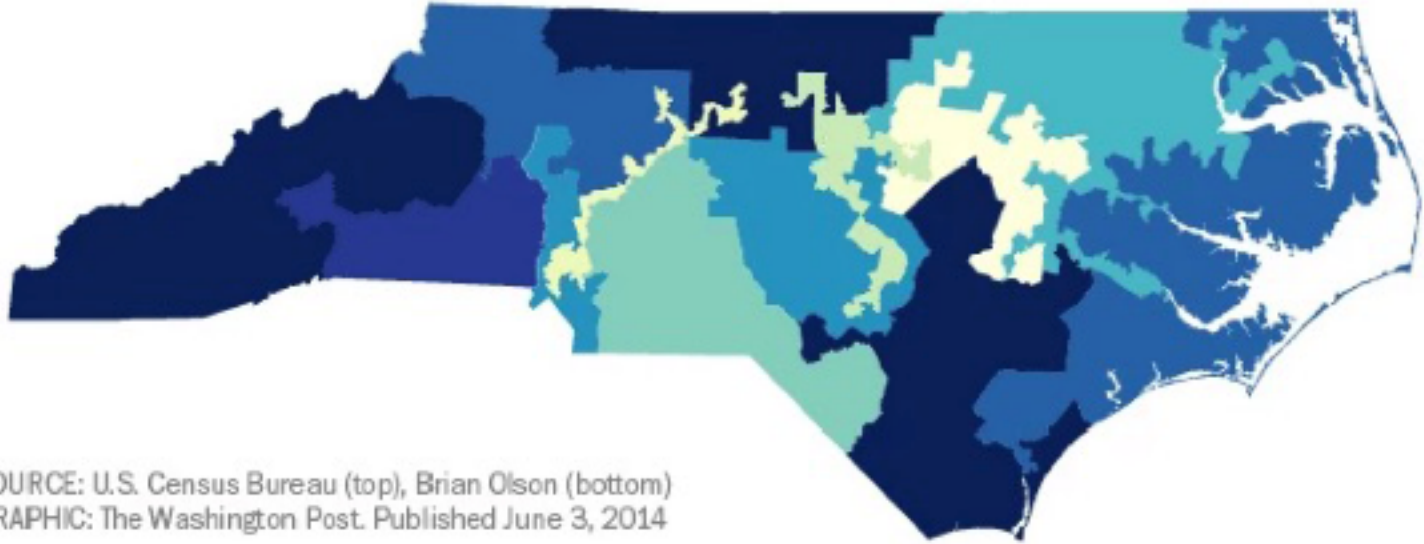 OURCE: U.S. Census Bureau (top), Brian Olson (bottom)
RAPHIC: The Washington Post. Published June 3, 2014